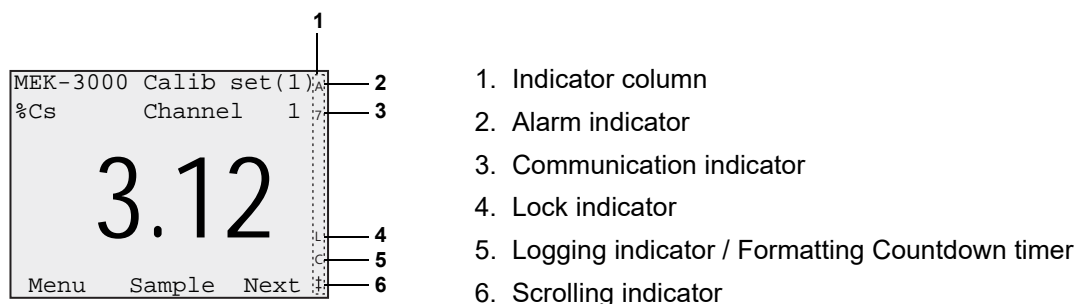 1
MEK-3000 Calib set(1) A 2
%Cs Channel 1 7 3
3.12
L 4
C 5
Menu Sample Next ‡ 6
1. Indicator column
2. Alarm indicator
3. Communication indicator
4. Lock indicator
5. Logging indicator / Formatting Countdown timer
6. Scrolling indicator